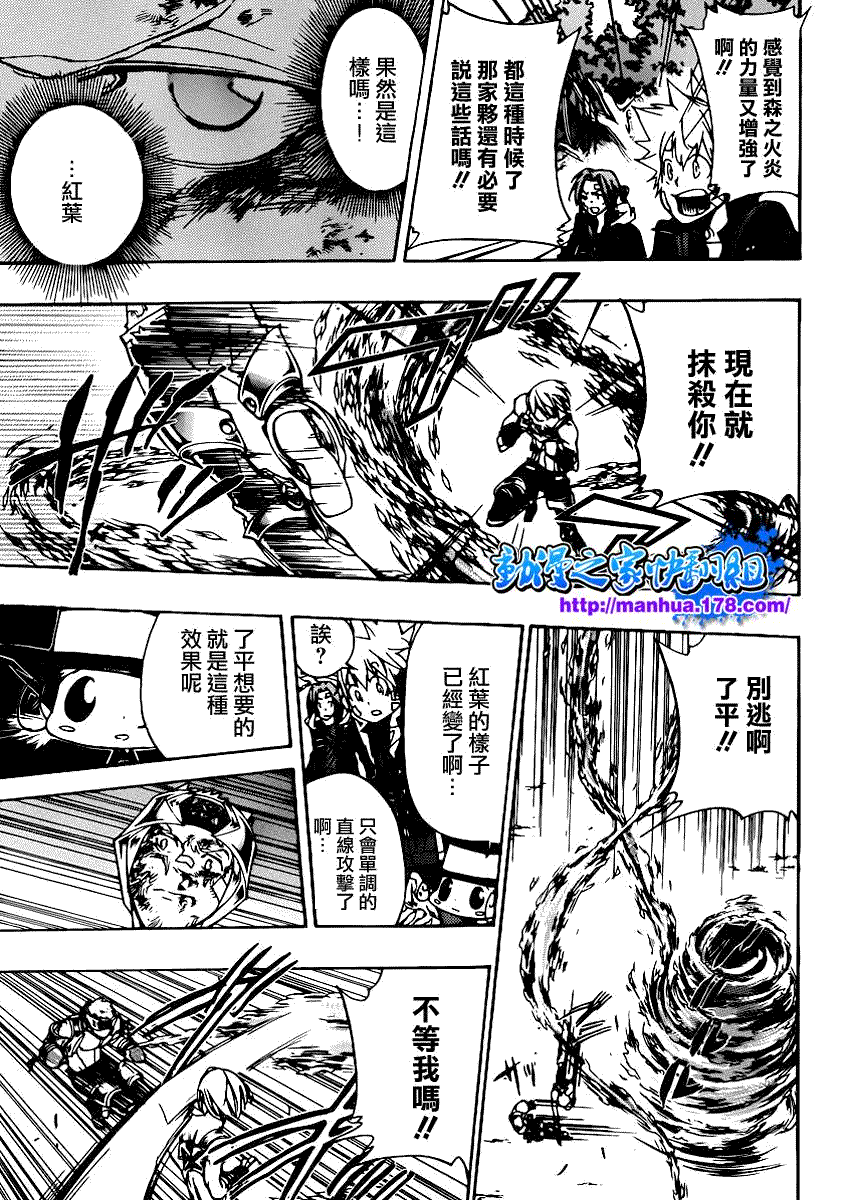 感覺到森之火炎
的力量又增強了
啊!!
都這種時候了
那家夥還有必要
說這些話嗎!!
果然是這
樣嗎…!
…紅葉
現在就
抹殺你!!
動漫之家快翻組
http://manhua.178.com/
別逃啊
了平!!
紅葉的樣子
已經變了啊…
誒?
只會單調的
直線攻擊了
啊…
了平想要的
就是這種
效果呢
不等我嗎!!